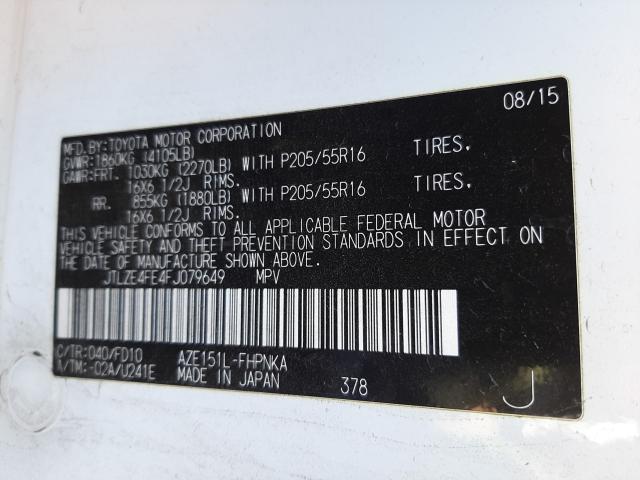 08/15
MFD.BY:TOYOTA MOTOR CORPORATION
GVWR:1860KG (4105LB)
GAWR:FRT. 1030KG (2270LB) WITH P205/55R16 TIRES,
16X6 1/2J RIMS.
RR. 855KG (1880LB) WITH P205/55R16 TIRES,
16X6 1/2J RIMS.
THIS VEHICLE CONFORMS TO ALL APPLICABLE FEDERAL MOTOR
VEHICLE SAFETY AND THEFT PREVENTION STANDARDS IN EFFECT ON
THE DATE OF MANUFACTURE SHOWN ABOVE.
JTLZE4FE4FJ079649 MPV
C/TR:040/FD10 AZE151L-FHPNKA
A/TM:-02A/U241E MADE IN JAPAN 378 J